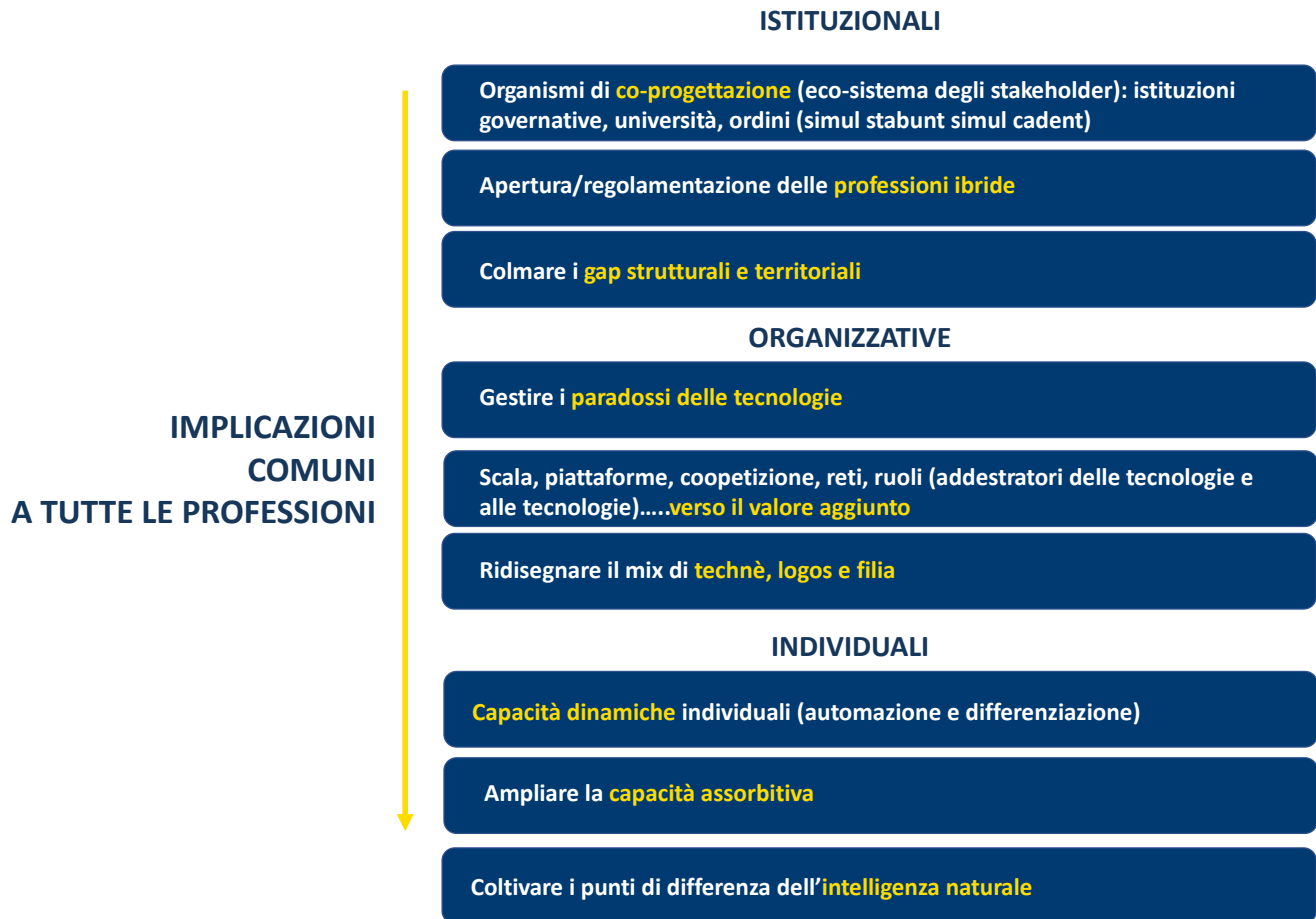 ISTITUZIONALI
Organismi di co-progettazione (eco-sistema degli stakeholder): istituzioni
governative, università, ordini (simul stabunt simul cadent)
Apertura/regolamentazione delle professioni ibride
Colmare i gap strutturali e territoriali
ORGANIZZATIVE
Gestire i paradossi delle tecnologie
IMPLICAZIONI
COMUNI
A TUTTE LE PROFESSIONI
Scala, piattaforme, coopetizione, reti, ruoli (addestratori delle tecnologie e
alle tecnologie)…..verso il valore aggiunto
Ridisegnare il mix di technè, logos e filia
INDIVIDUALI
Capacità dinamiche individuali (automazione e differenziazione)
Ampliare la capacità assorbitiva
Coltivare i punti di differenza dell’intelligenza naturale